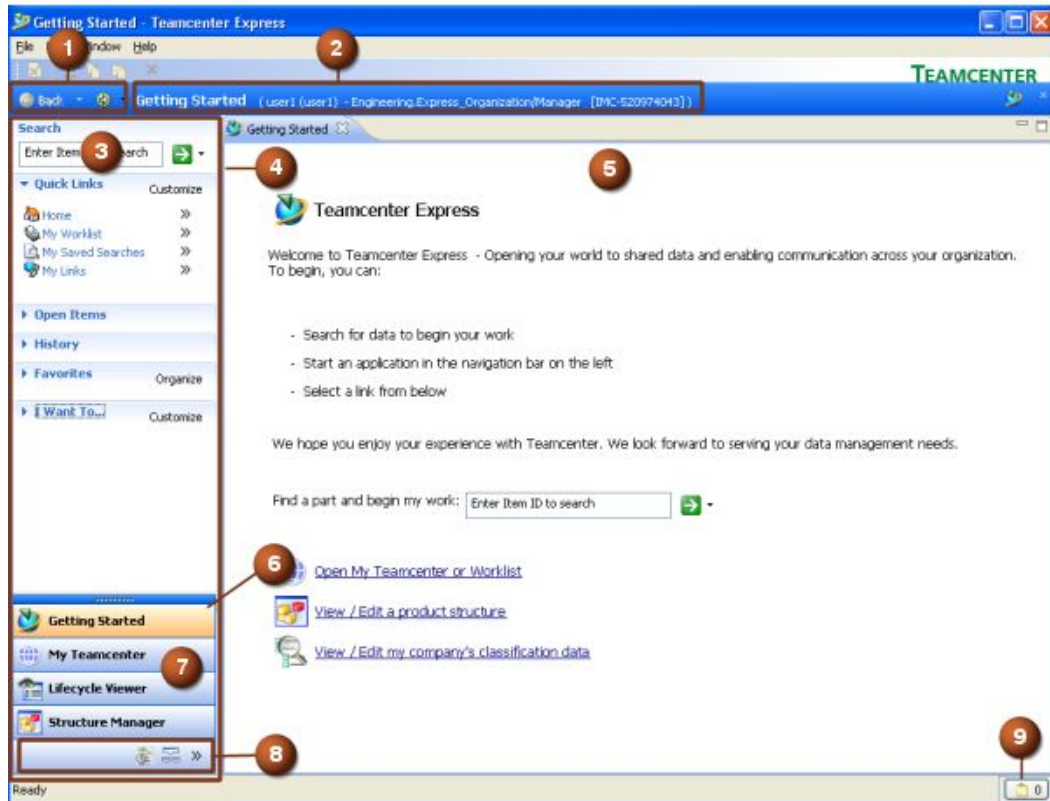 Getting Started - Teamcenter Express
File
Window Help
1
2
TEAMCENTER
Back
Getting Started ( user1 (user1) - Engineering.Express_Organization/Manager [IMC-520974043] )
Search
Getting Started
Enter Item
search
3
4
5
Quick Links
Customize
Home
My Worklist
My Saved Searches
My Links
Open Items
History
Favorites
Organize
I Want To...
Customize
Teamcenter Express
Welcome to Teamcenter Express - Opening your world to shared data and enabling communication across your organization.
To begin, you can:
- Search for data to begin your work
- Start an application in the navigation bar on the left
- Select a link from below
We hope you enjoy your experience with Teamcenter. We look forward to serving your data management needs.
Find a part and begin my work: Enter Item ID to search
6
Open My Teamcenter or Worklist
View / Edit a product structure
View / Edit my company's classification data
Getting Started
My Teamcenter
7
Lifecycle Viewer
Structure Manager
8
9
Ready
0